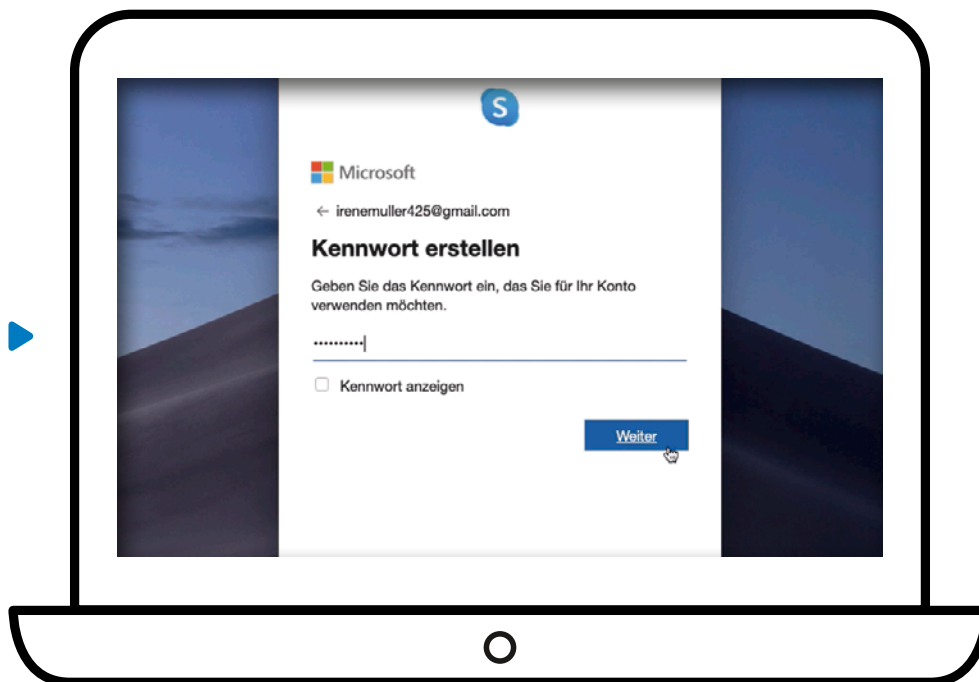 S
Microsoft
← irenemuller425@gmail.com
Kennwort erstellen
Geben Sie das Kennwort ein, das Sie für Ihr Konto
verwenden möchten.
••••••••••
Kennwort anzeigen
Weiter